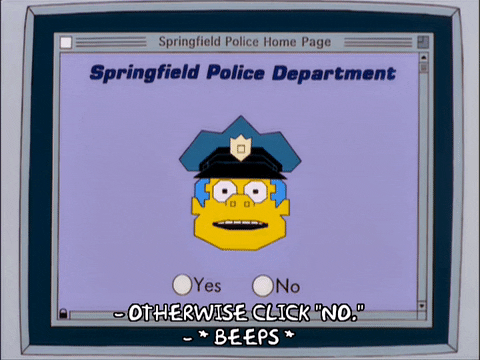 Springfield Police Home Page
Springfield Police Department
Yes No
- OTHERWISE CLICK "NO."
- * BEEPS *